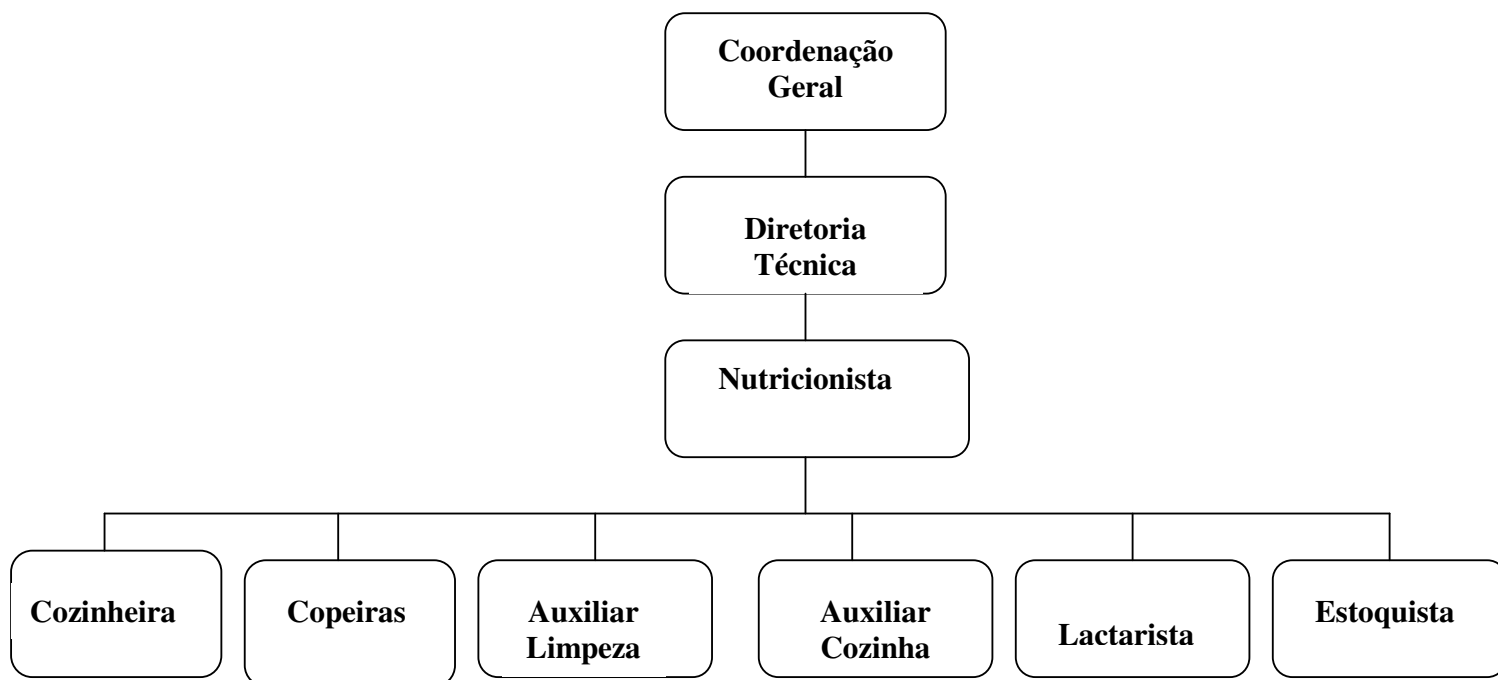 Coordenação
Geral
Diretoria
Técnica
Nutricionista
Cozinheira
Copeiras
Auxiliar
Limpeza
Auxiliar
Cozinha
Lactarista
Estoquista